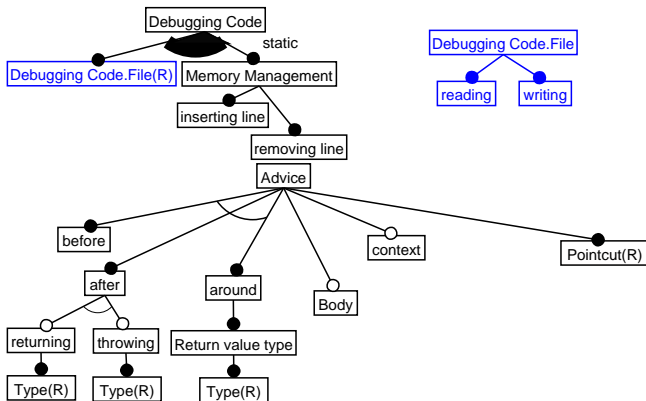 Debugging Code
static
Debugging Code.File(R)
Memory Management
inserting line
removing line
Debugging Code.File
reading
writing
Advice
before
context
Pointcut(R)
after
around
Body
returning
throwing
Return value type
Type(R)
Type(R)
Type(R)